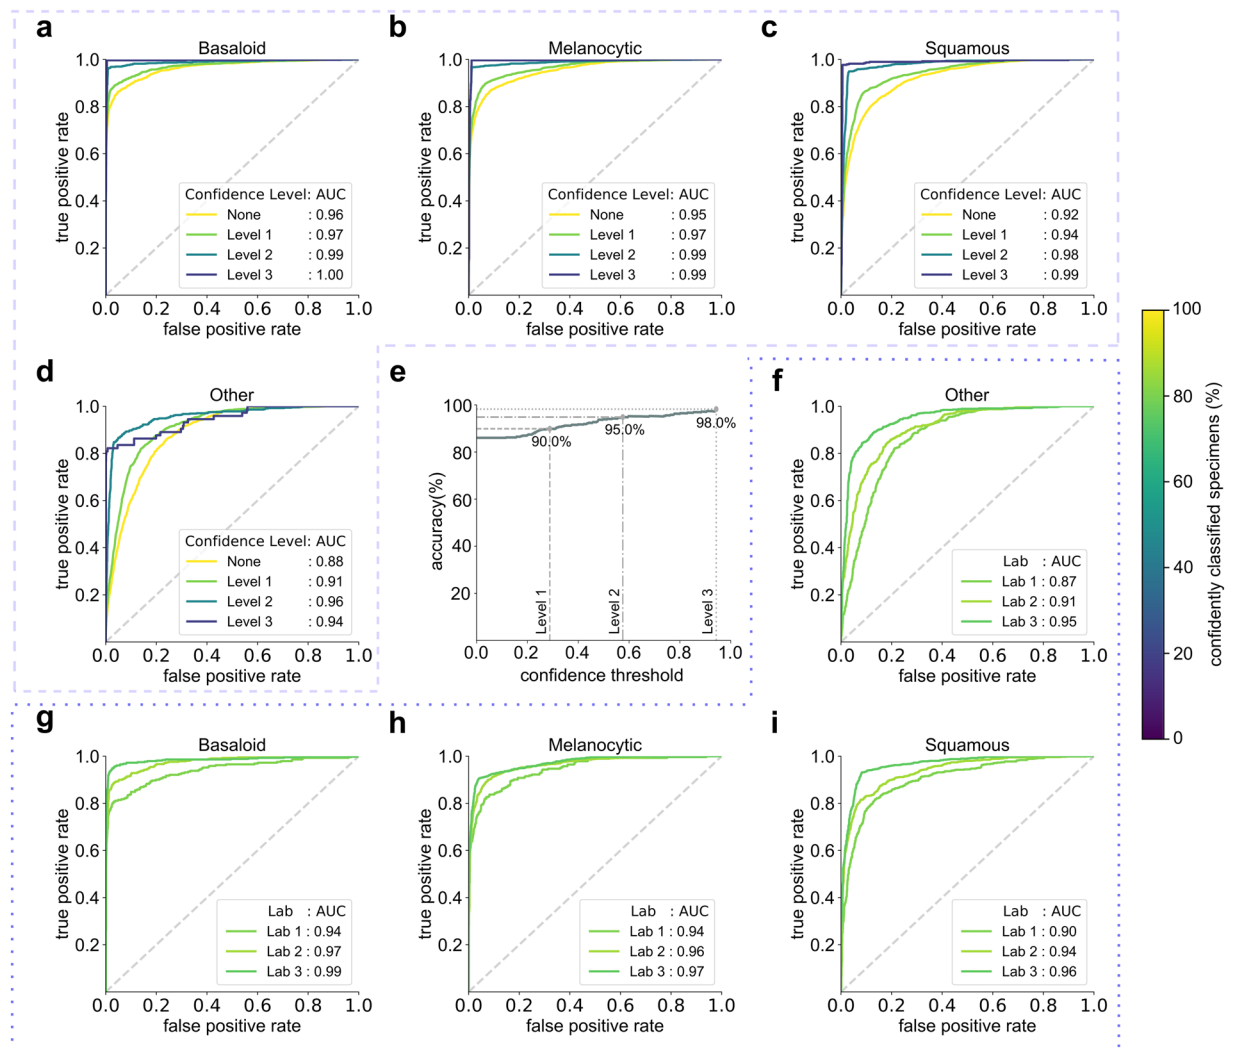 a
Basaloid
1.0
0.8
0.6
0.4
0.2
true positive rate
Confidence Level: AUC
None : 0.96
Level 1 : 0.97
Level 2 : 0.99
Level 3 : 1.00
0 0.2 0.4 0.6 0.8 1.0
false positive rate
b
Melanocytic
1.0
0.8
0.6
0.4
0.2
true positive rate
Confidence Level: AUC
None : 0.95
Level 1 : 0.97
Level 2 : 0.99
Level 3 : 0.99
0 0.2 0.4 0.6 0.8 1.0
false positive rate
c
Squamous
1.0
0.8
0.6
0.4
0.2
true positive rate
Confidence Level: AUC
None : 0.92
Level 1 : 0.94
Level 2 : 0.98
Level 3 : 0.99
0 0.2 0.4 0.6 0.8 1.0
false positive rate
d
Other
1.0
0.8
0.6
0.4
0.2
true positive rate
Confidence Level: AUC
None : 0.88
Level 1 : 0.91
Level 2 : 0.96
Level 3 : 0.94
0 0.2 0.4 0.6 0.8 1.0
false positive rate
e
100
80
60
40
20
accuracy(%)
90.0%
95.0%
98.0%
Level 1
Level 2
Level 3
0.0 0.2 0.4 0.6 0.8 1.0
confidence threshold
f
Other
1.0
0.8
0.6
0.4
0.2
true positive rate
Lab : AUC
Lab 1 : 0.87
Lab 2 : 0.91
Lab 3 : 0.95
0 0.2 0.4 0.6 0.8 1.0
false positive rate
100
80
60
40
20
0
confidently classified specimens (%)
g
Basaloid
1.0
0.8
0.6
0.4
0.2
true positive rate
Lab : AUC
Lab 1 : 0.94
Lab 2 : 0.97
Lab 3 : 0.99
0 0.2 0.4 0.6 0.8 1.0
false positive rate
h
Melanocytic
1.0
0.8
0.6
0.4
0.2
true positive rate
Lab : AUC
Lab 1 : 0.94
Lab 2 : 0.96
Lab 3 : 0.97
0 0.2 0.4 0.6 0.8 1.0
false positive rate
i
Squamous
1.0
0.8
0.6
0.4
0.2
true positive rate
Lab : AUC
Lab 1 : 0.90
Lab 2 : 0.94
Lab 3 : 0.96
0 0.2 0.4 0.6 0.8 1.0
false positive rate